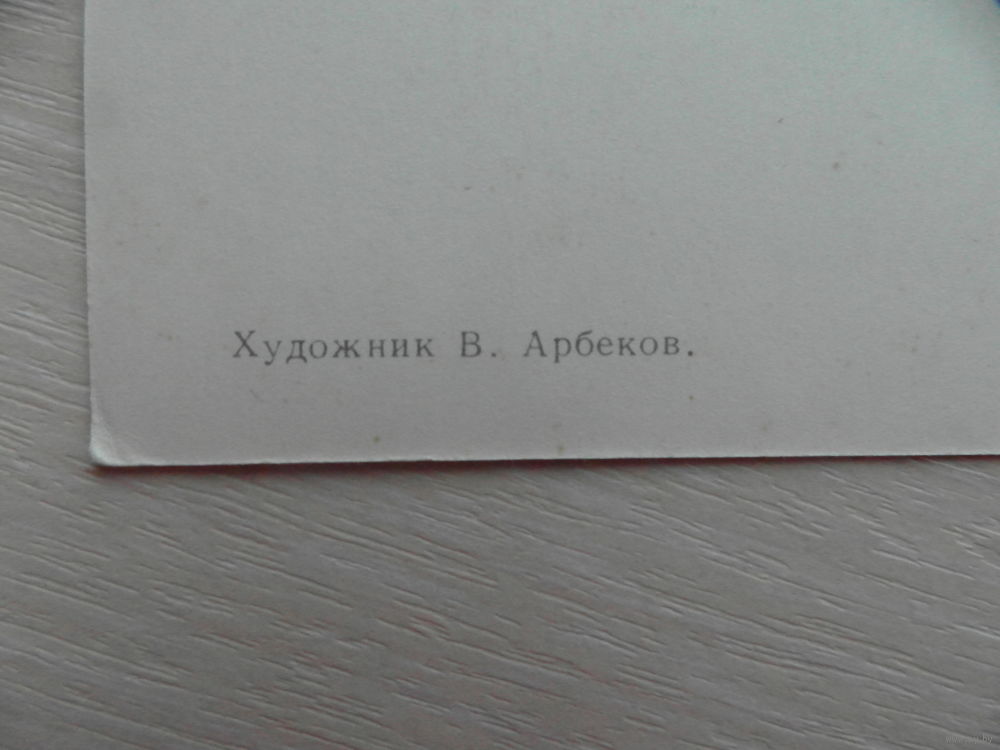 Художник В. Арбеков.